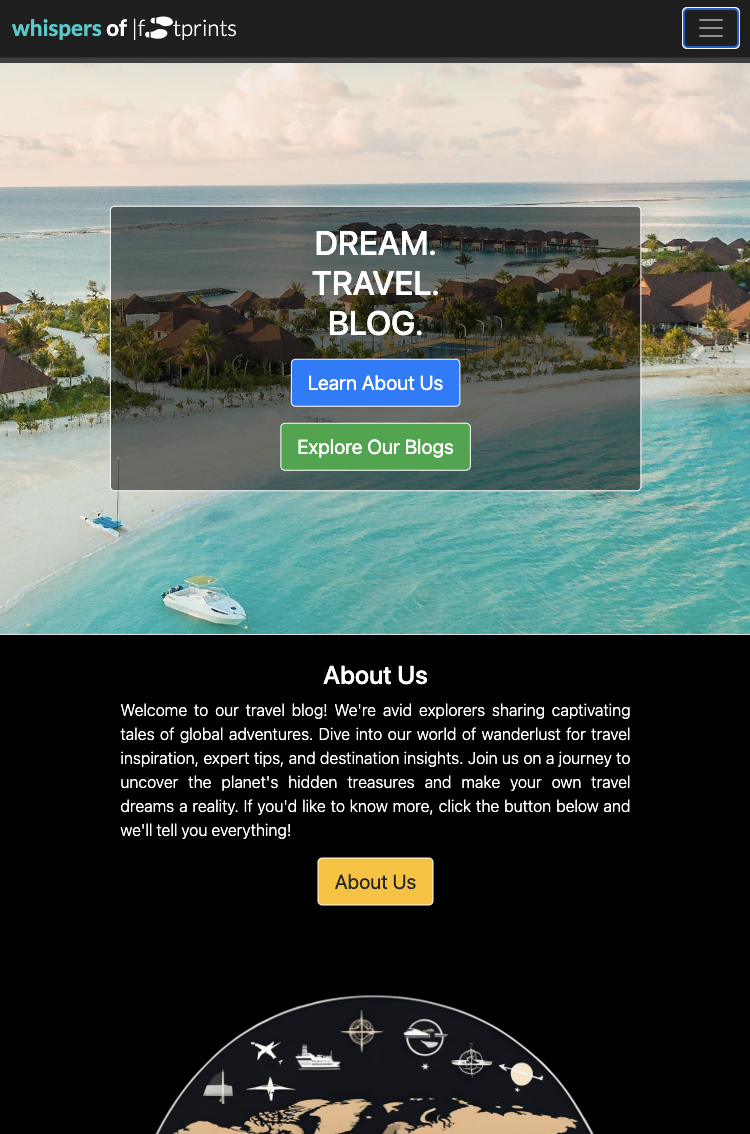 whispers of |footprints
DREAM.
TRAVEL.
BLOG.
Learn About Us
Explore Our Blogs
About Us
Welcome to our travel blog! We're avid explorers sharing captivating
tales of global adventures. Dive into our world of wanderlust for travel
inspiration, expert tips, and destination insights. Join us on a journey to
uncover the planet's hidden treasures and make your own travel
dreams a reality. If you'd like to know more, click the button below and
we'll tell you everything!
About Us